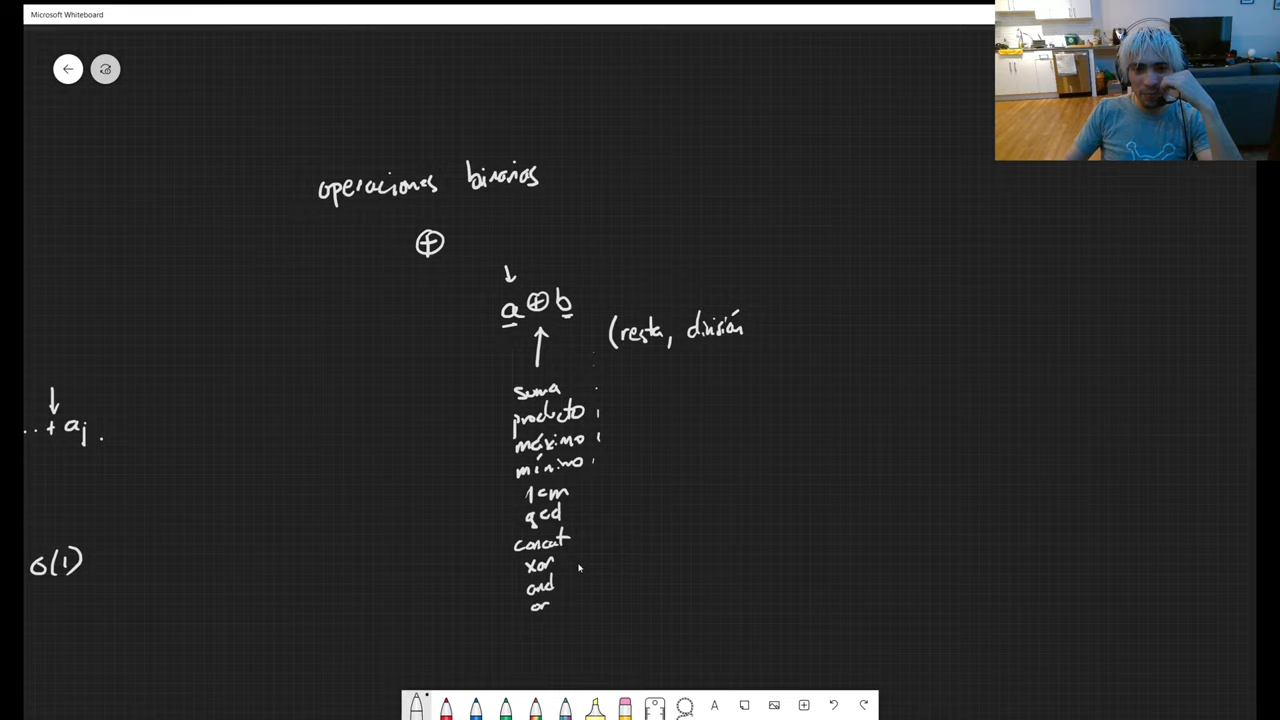 Microsoft Whiteboard
operaciones binarias
⊕
↓
a ⊕ b
(resta, división
↑
suma
producto
máximo
mínimo
lcm
gcd
concat
xor
and
or
↓
.. + aj .
O(1)
A